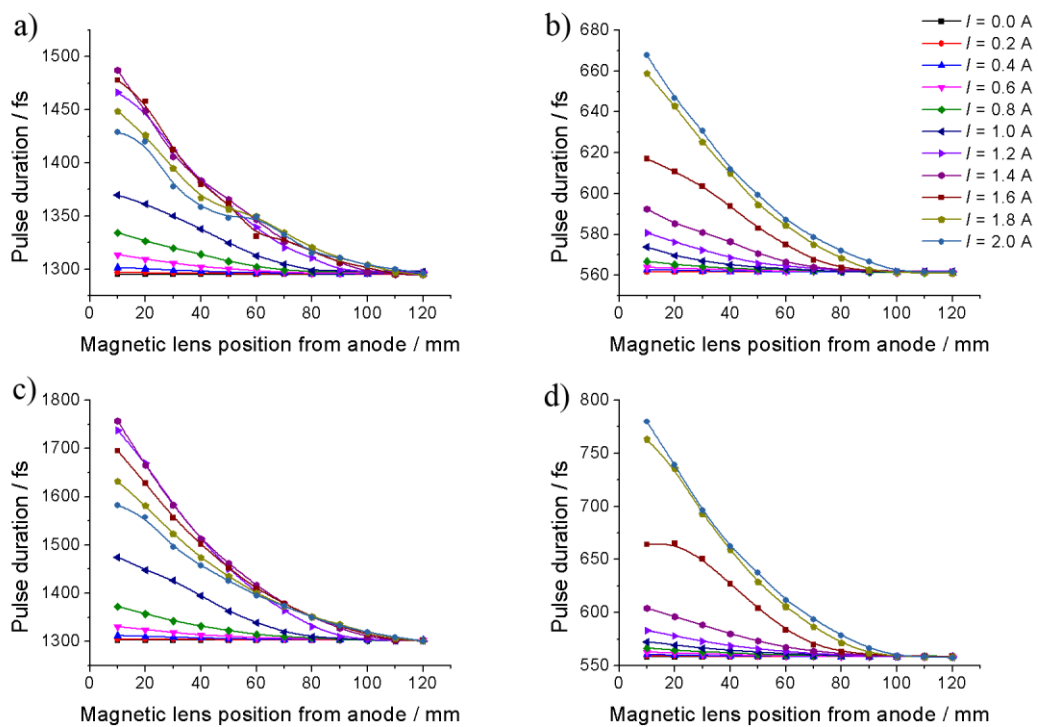 a)
1500
1450
1400
1350
1300
Pulse duration / fs
0 20 40 60 80 100 120
Magnetic lens position from anode / mm
b)
680
660
640
620
600
580
560
Pulse duration / fs
0 20 40 60 80 100 120
Magnetic lens position from anode / mm
I = 0.0 A
I = 0.2 A
I = 0.4 A
I = 0.6 A
I = 0.8 A
I = 1.0 A
I = 1.2 A
I = 1.4 A
I = 1.6 A
I = 1.8 A
I = 2.0 A
c)
1800
1700
1600
1500
1400
1300
Pulse duration / fs
0 20 40 60 80 100 120
Magnetic lens position from anode / mm
d)
800
750
700
650
600
550
Pulse duration / fs
0 20 40 60 80 100 120
Magnetic lens position from anode / mm